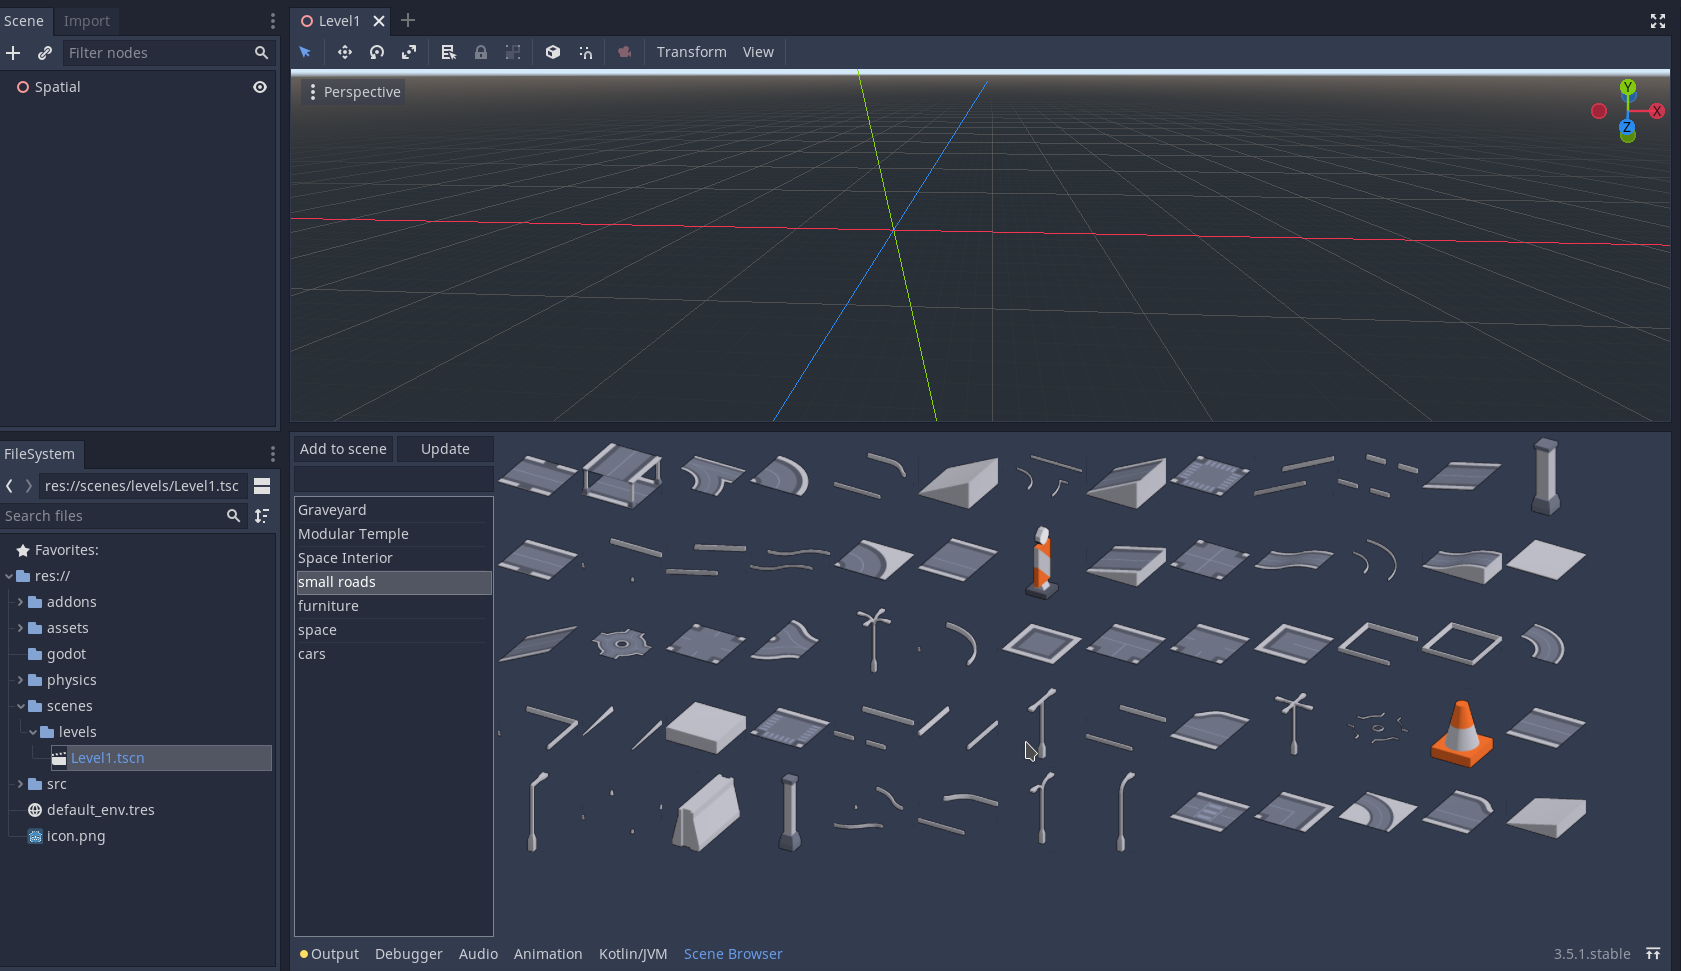 Scene Import
Filter nodes
Spatial
Level1
Transform View
Perspective
Y
X
Z
FileSystem
res://scenes/levels/Level1.tsc
Search files
Favorites:
res://
addons
assets
godot
physics
scenes
levels
Level1.tscn
src
default_env.tres
icon.png
Add to scene Update
Graveyard
Modular Temple
Space Interior
small roads
furniture
space
cars
Output Debugger Audio Animation Kotlin/JVM Scene Browser 3.5.1.stable